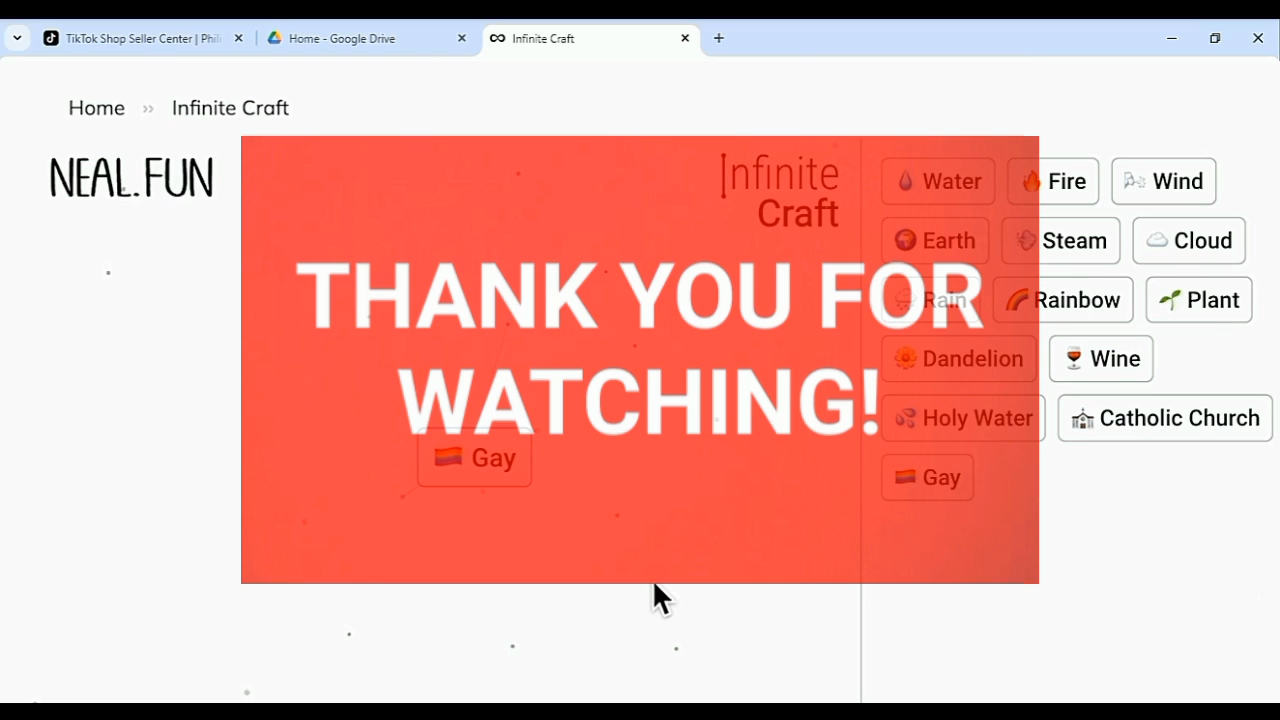 TikTok Shop Seller Center | Phil
Home - Google Drive
Infinite Craft
Home » Infinite Craft
NEAL.FUN
Infinite
Craft
Water
Fire
Wind
Earth
Steam
Cloud
Rain
Rainbow
Plant
Dandelion
Wine
Holy Water
Catholic Church
Gay
THANK YOU FOR
WATCHING!
Gay